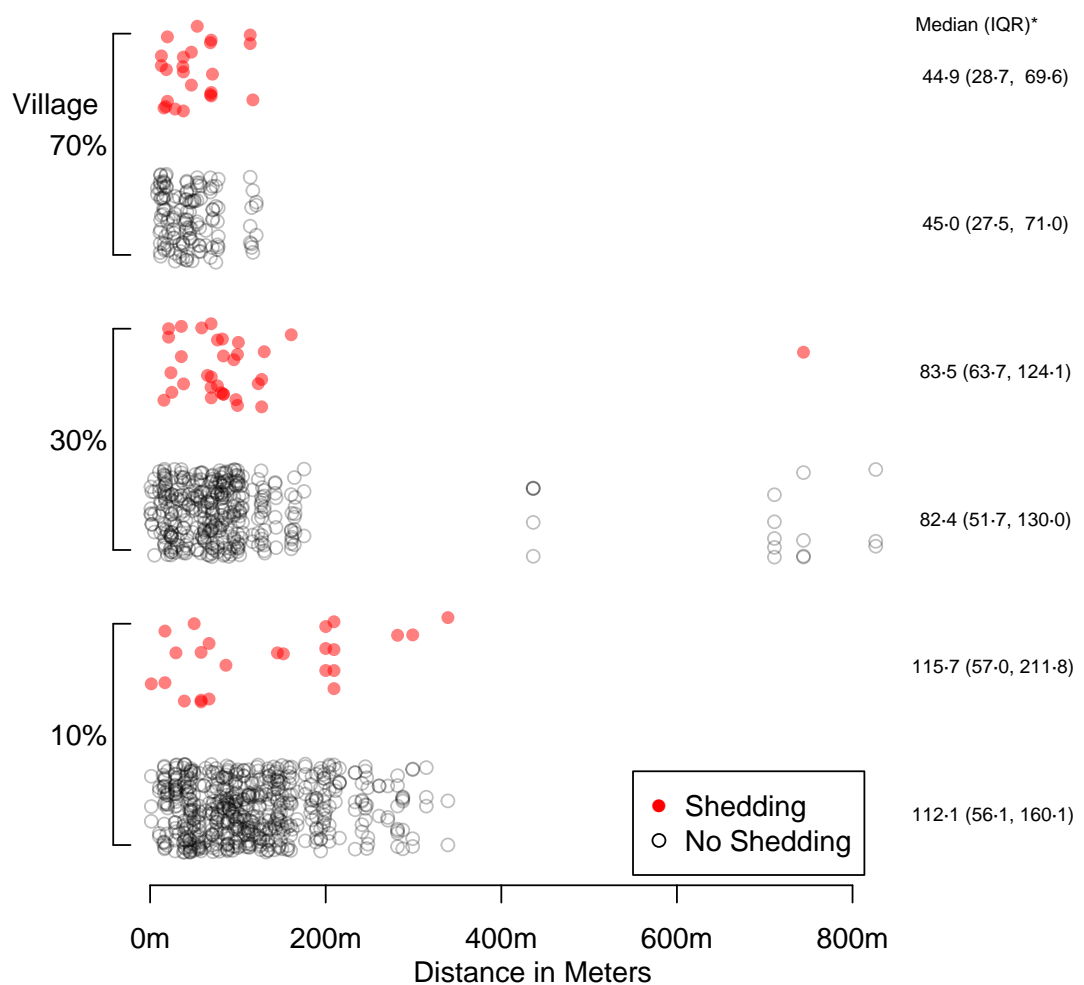 Median (IQR)*
44·9 (28·7, 69·6)
Village
70%
45·0 (27·5, 71·0)
83·5 (63·7, 124·1)
30%
82·4 (51·7, 130·0)
115·7 (57·0, 211·8)
10%
Shedding
No Shedding
112·1 (56·1, 160·1)
0m 200m 400m 600m 800m
Distance in Meters